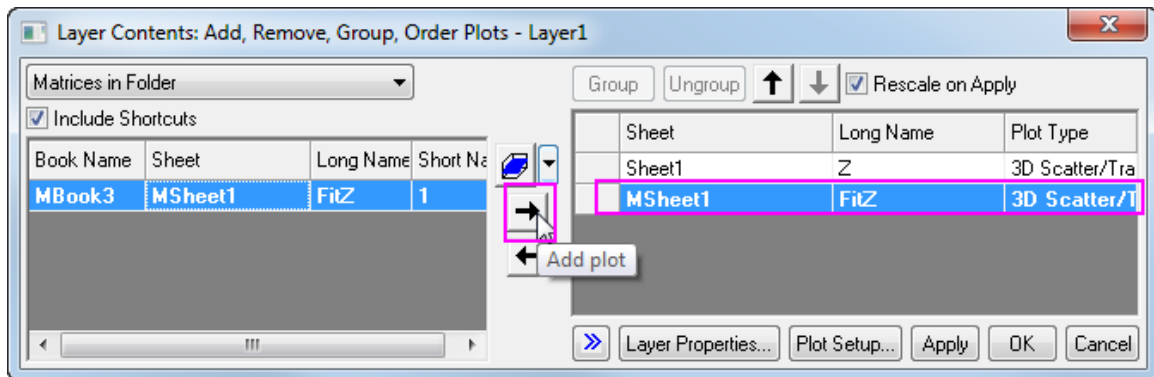 Layer Contents: Add, Remove, Group, Order Plots - Layer1
Matrices in Folder
Include Shortcuts
Book Name Sheet Long Name Short Na
MBook3 MSheet1 FitZ 1
Add plot
Group Ungroup Rescale on Apply
Sheet Long Name Plot Type
Sheet1 Z 3D Scatter/Tra
MSheet1 FitZ 3D Scatter/T
Layer Properties... Plot Setup... Apply OK Cancel